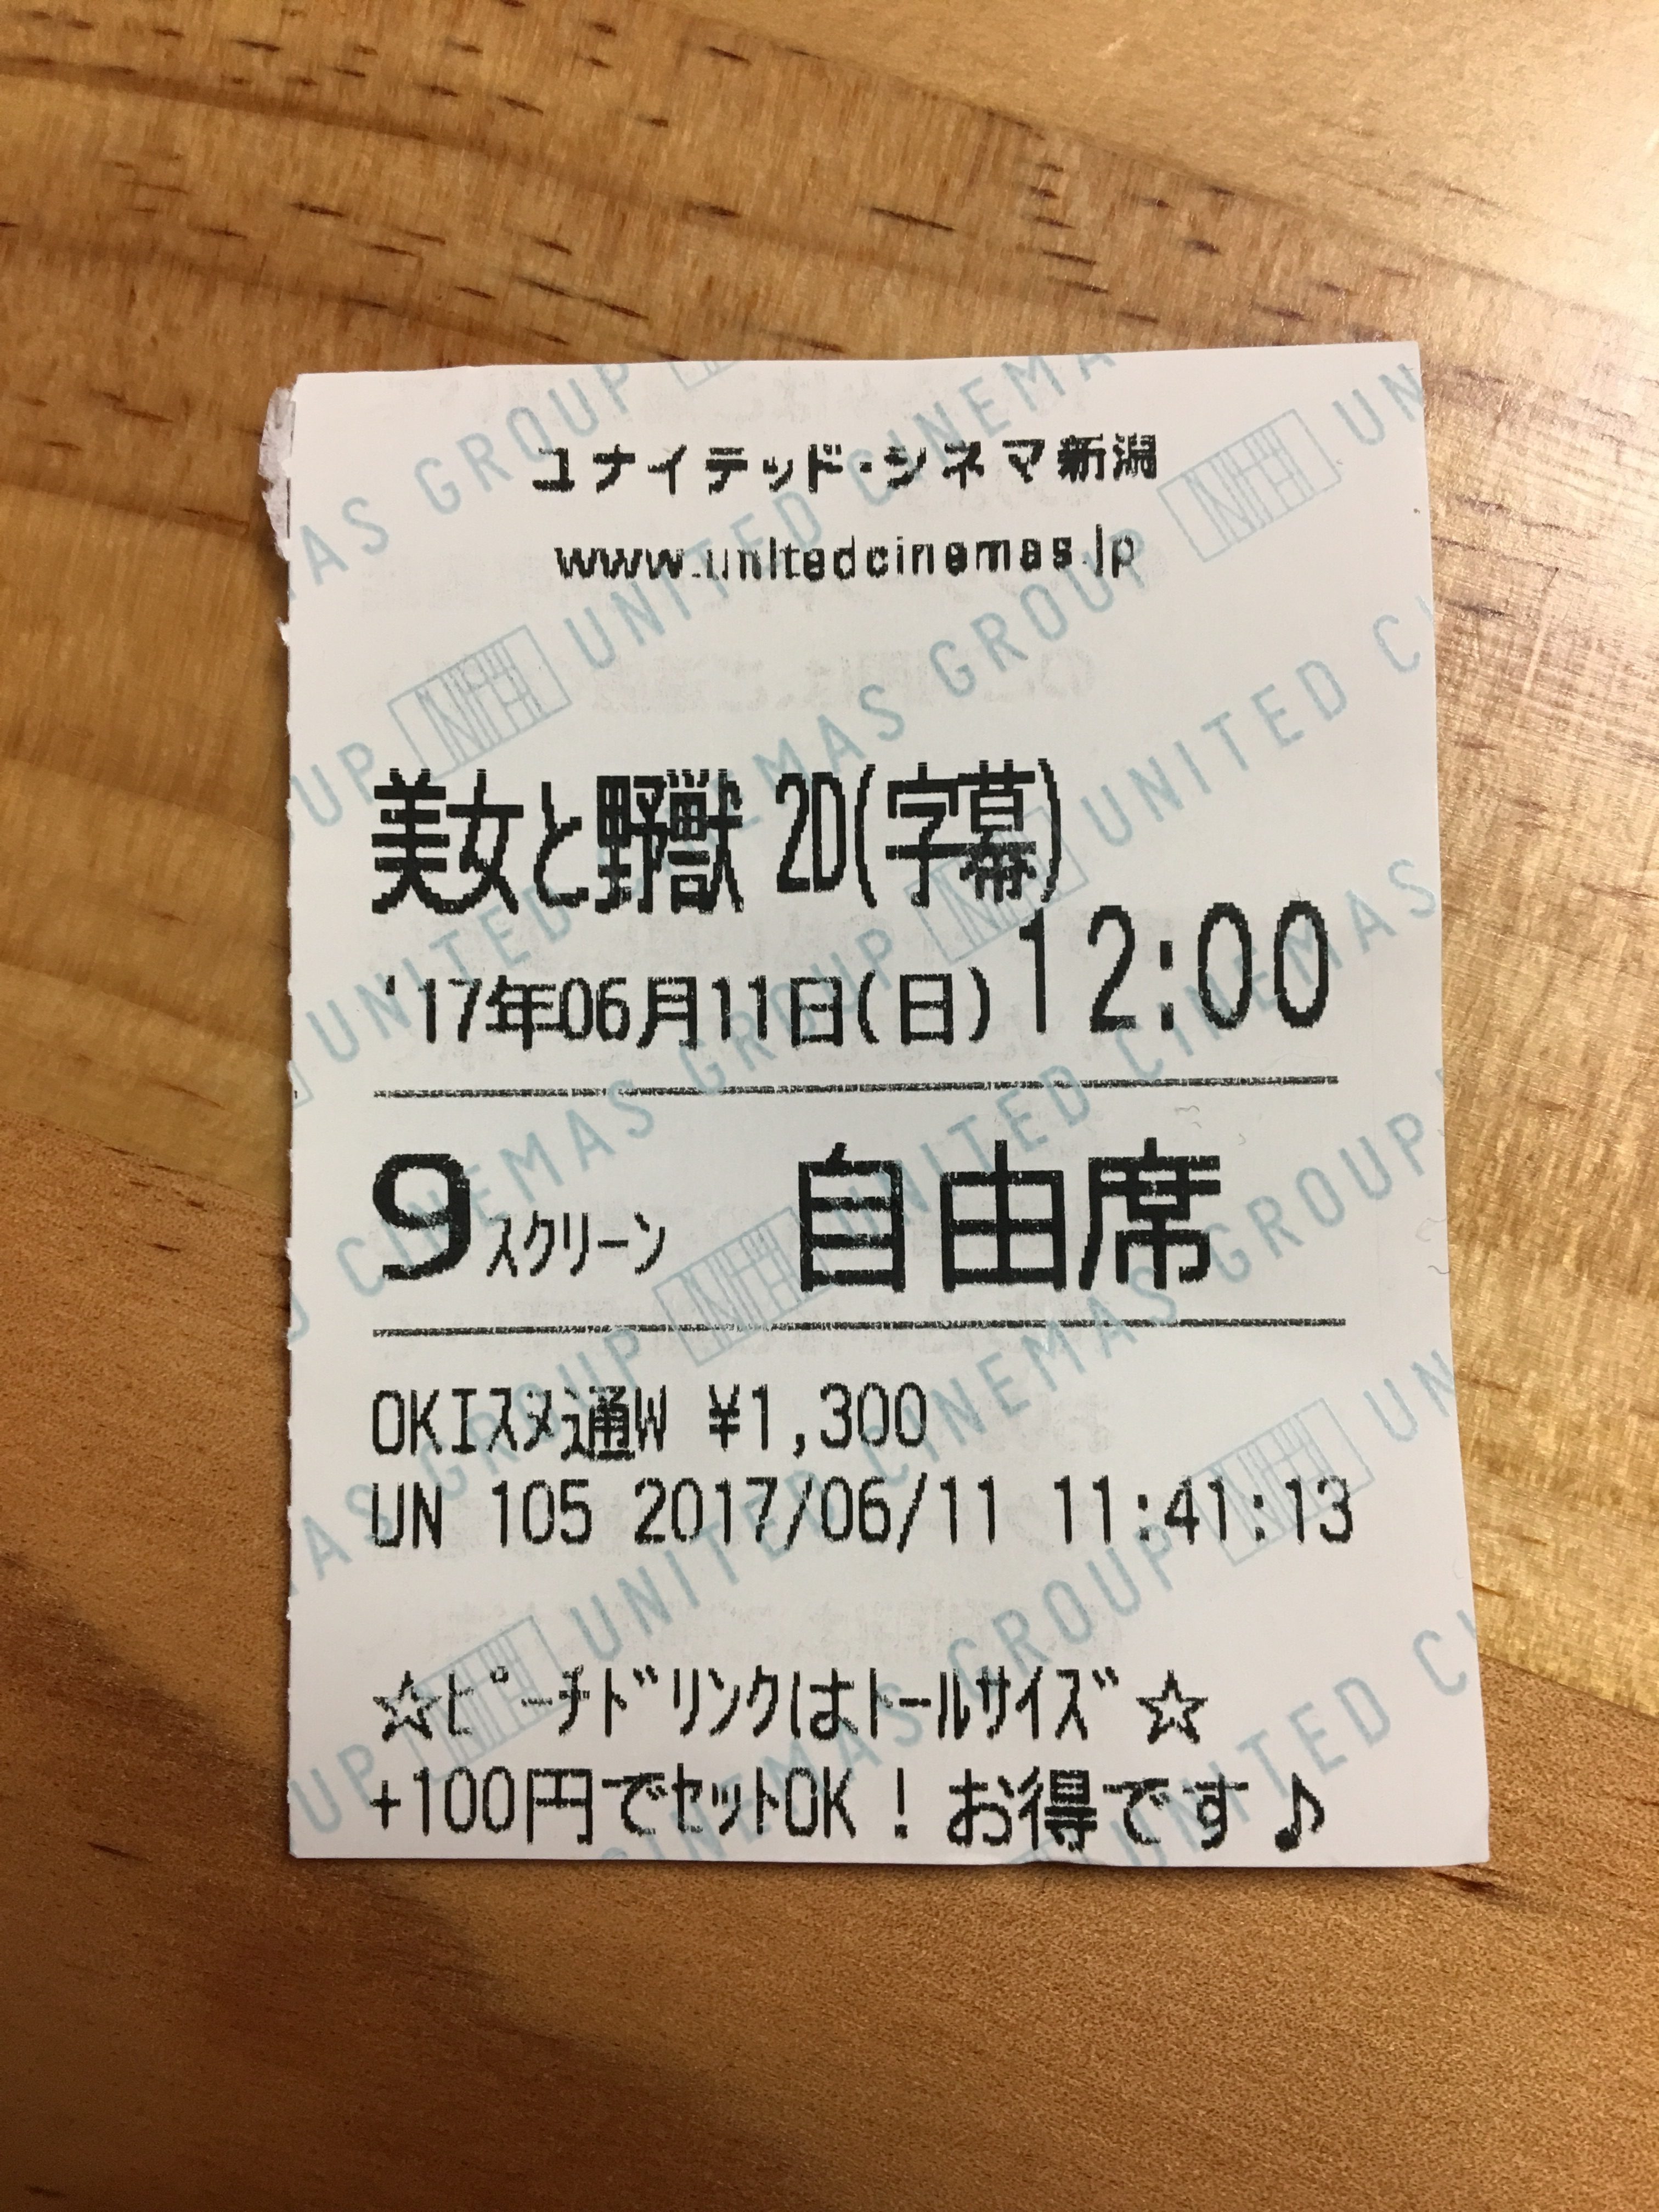 ユナイテッド・シネマ新潟
www.unitedcinemas.jp
美女と野獣 2D(字幕)
'17年06月11日(日) 12:00
9スクリーン 自由席
OKIｽﾇﾒ通W ¥1,300
UN 105 2017/06/11 11:41:13
☆ﾋﾟｰﾁﾄﾞﾘﾝｸはﾄｰﾙｻｲｽﾞ☆
+100円でｾｯﾄOK！お得です♪
UNITED CINEMAS GROUP